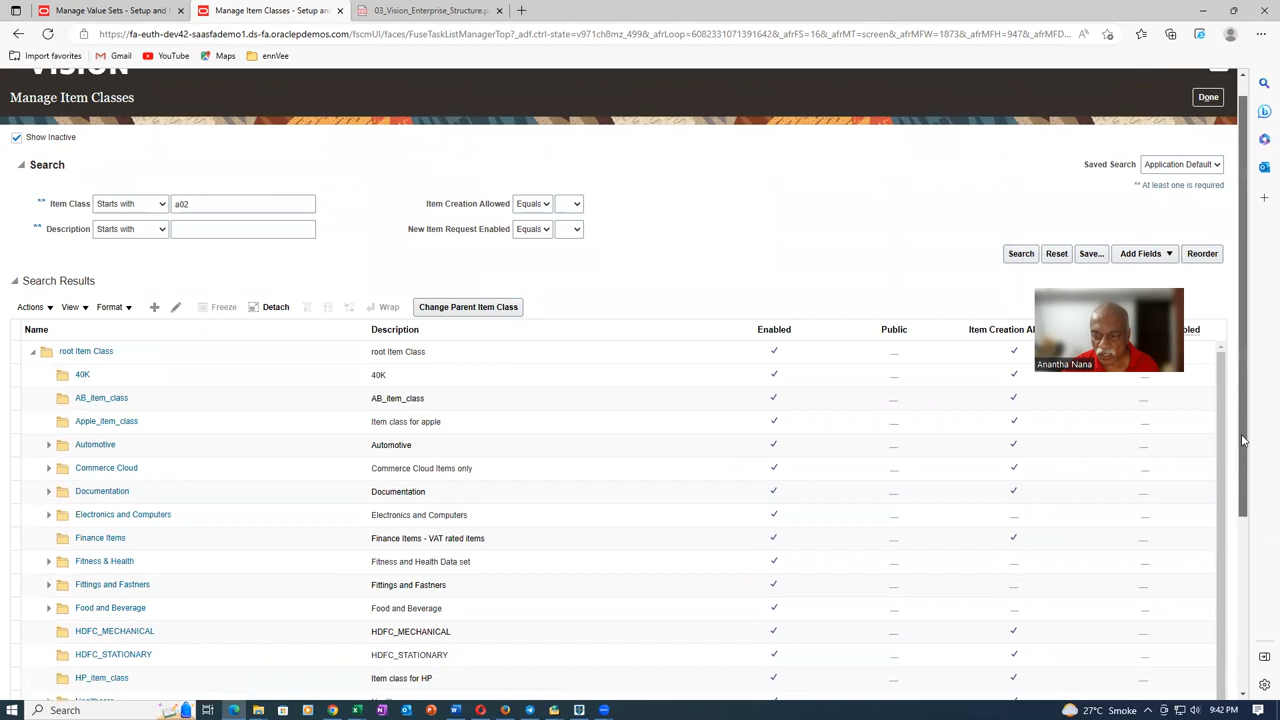 Manage Value Sets - Setup and M
Manage Item Classes - Setup and
03_Vision_Enterprise_Structure.p
https://fa-euth-dev42-saasfademo1.ds-fa.oraclepdemos.com/fscmUI/faces/FuseTaskListManagerTop?_adf.ctrl-state=v971ch8mz_499&_afrLoop=60823310713916428&_afrFS=16&_afrMT=screen&_afrMFW=1873&_afrMFH=947&_afrMFD...
Import favorites Gmail YouTube Maps ennVee
VISION
Manage Item Classes Done
Show Inactive
Search Saved Search Application Default
** At least one is required
** Item Class Starts with a02 Item Creation Allowed Equals
** Description Starts with New Item Request Enabled Equals
Search Reset Save... Add Fields Reorder
Search Results
Actions View Format Freeze Detach Wrap Change Parent Item Class
Name Description Enabled Public Item Creation Al
root Item Class root Item Class
40K 40K
AB_item_class AB_item_class
Apple_item_class Item class for apple
Automotive Automotive
Commerce Cloud Commerce Cloud Items only
Documentation Documentation
Electronics and Computers Electronics and Computers
Finance Items Finance Items - VAT rated items
Fitness & Health Fitness and Health Data set
Fittings and Fastners Fittings and Fastners
Food and Beverage Food and Beverage
HDFC_MECHANICAL HDFC_MECHANICAL
HDFC_STATIONARY HDFC_STATIONARY
HP_item_class Item class for HP
Anantha Nana
Search
27°C Smoke 9:42 PM